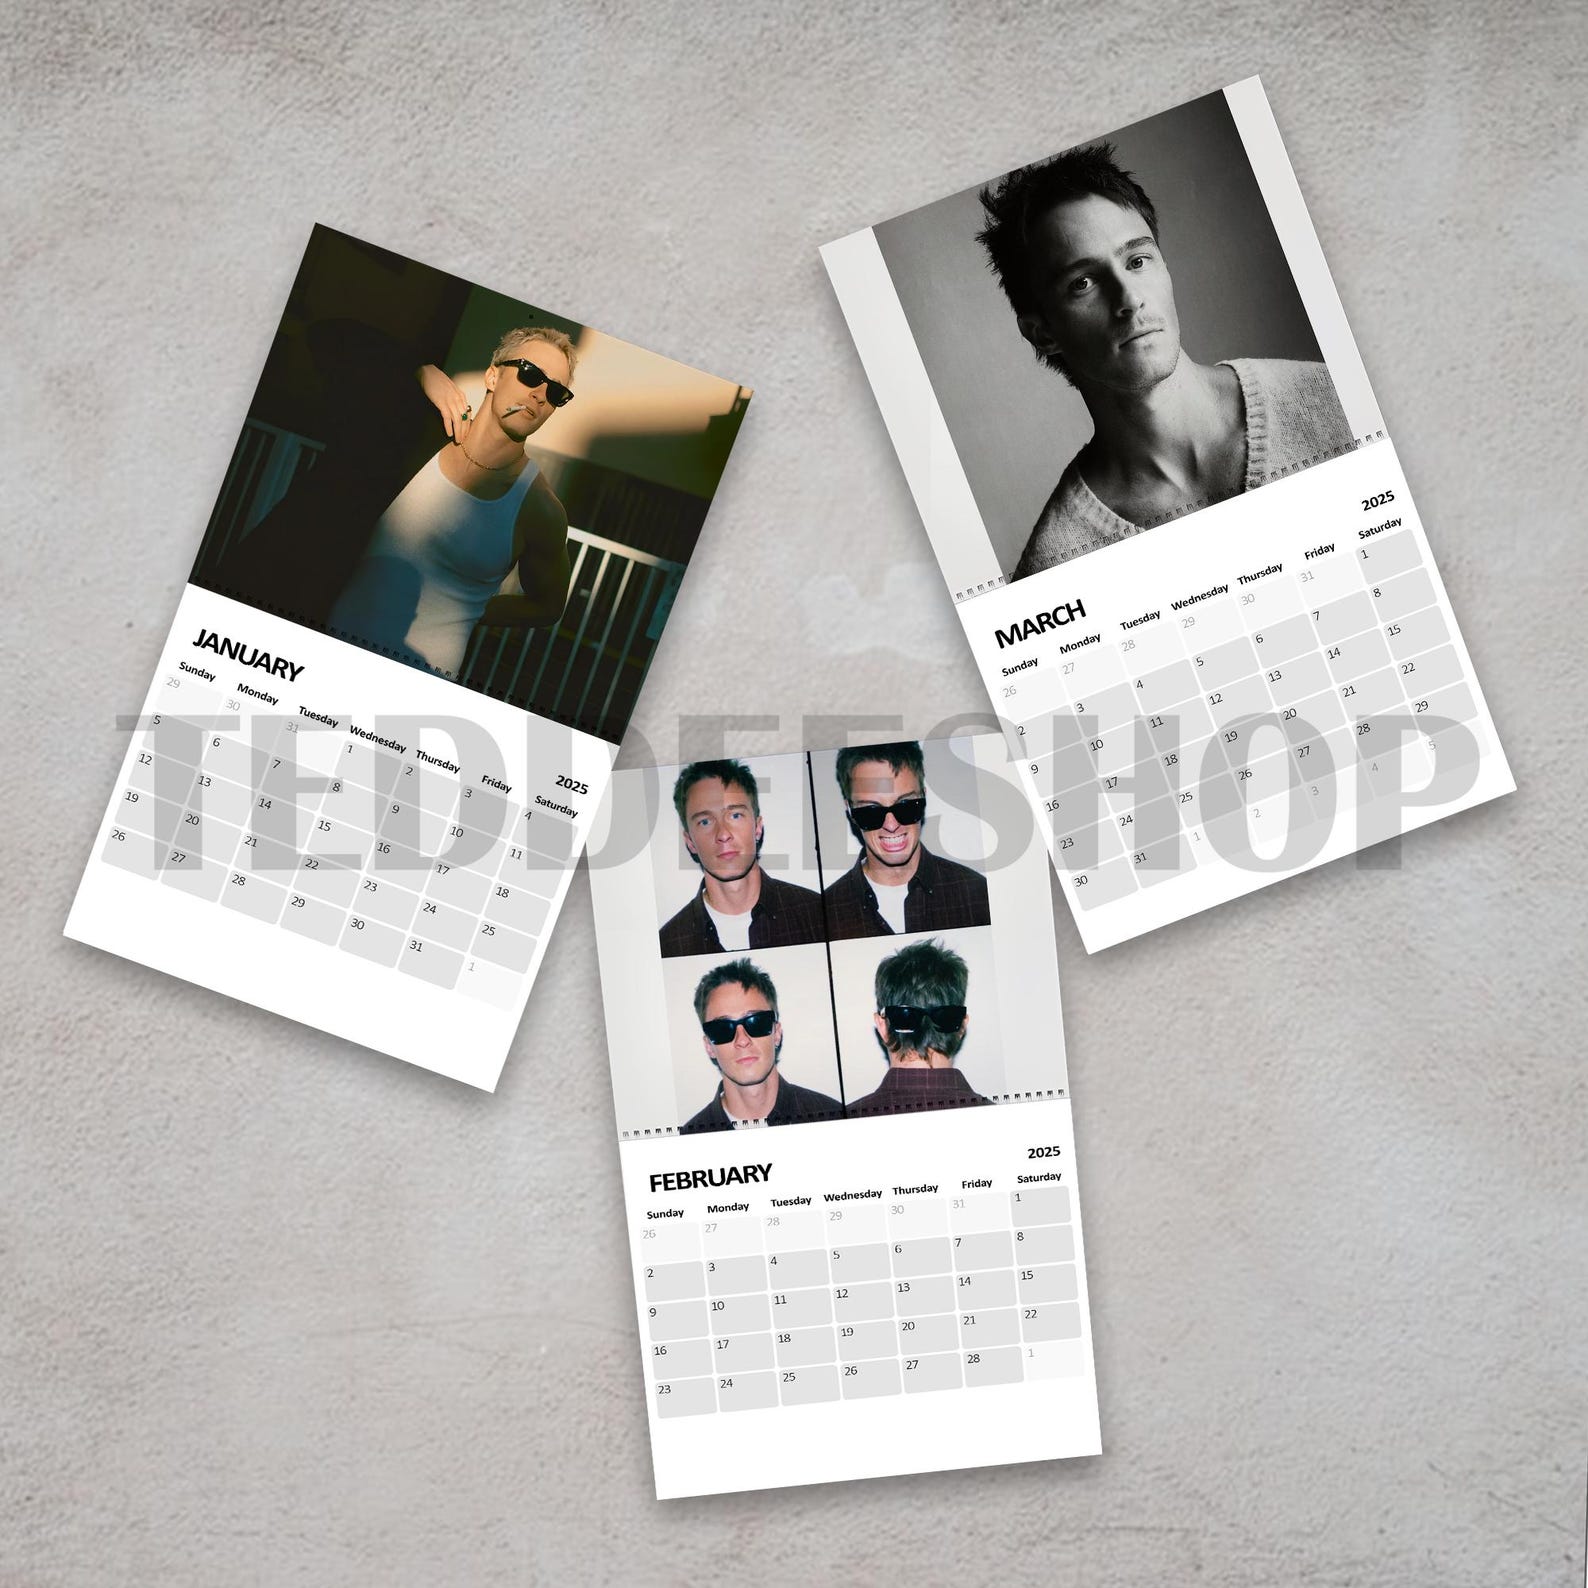 JANUARY
2025
Sunday Monday Tuesday Wednesday Thursday Friday Saturday
29 30 31 1 2 3 4
5 6 7 8 9 10 11
12 13 14 15 16 17 18
19 20 21 22 23 24 25
26 27 28 29 30 31 1
MARCH
2025
Sunday Monday Tuesday Wednesday Thursday Friday Saturday
26 27 28 29 30 31 1
2 3 4 5 6 7 8
9 10 11 12 13 14 15
16 17 18 19 20 21 22
23 24 25 26 27 28 29
30 31 1 2 3 4 5
TEDDEESHOP
FEBRUARY
2025
Sunday Monday Tuesday Wednesday Thursday Friday Saturday
26 27 28 29 30 31 1
2 3 4 5 6 7 8
9 10 11 12 13 14 15
16 17 18 19 20 21 22
23 24 25 26 27 28 1